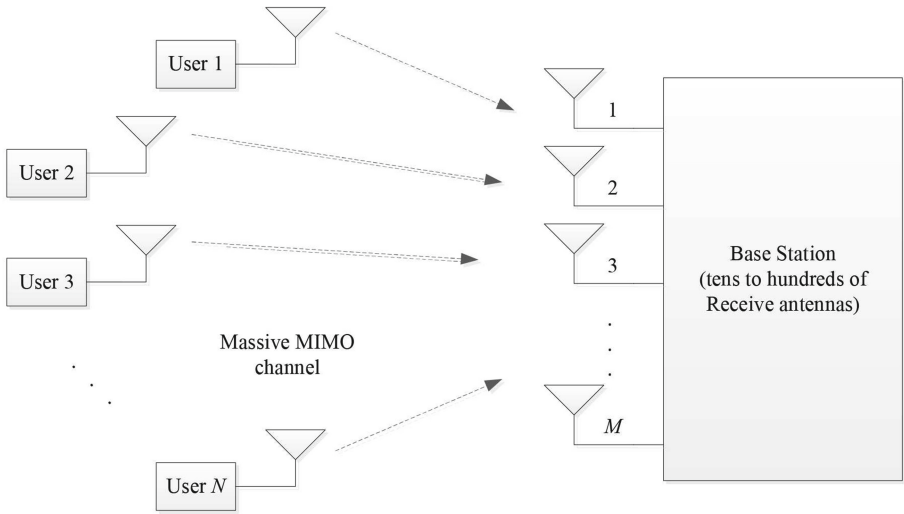 User 1
1
User 2
2
User 3
3
Base Station
(tens to hundreds of
Receive antennas)
Massive MIMO
channel
M
User N